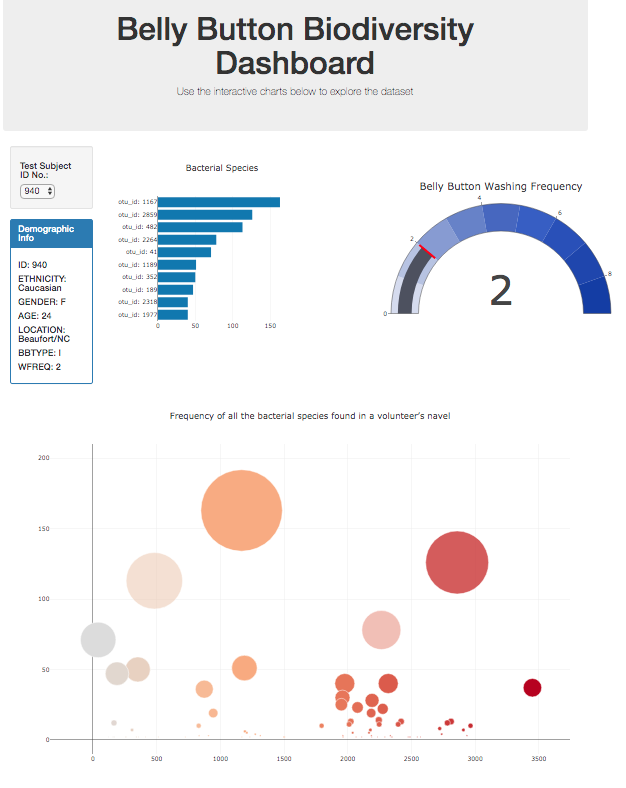 Belly Button Biodiversity
Dashboard
Use the interactive charts below to explore the dataset
Test Subject
ID No.:
940
Demographic
Info
ID: 940
ETHNICITY:
Caucasian
GENDER: F
AGE: 24
LOCATION:
Beaufort/NC
BBTYPE: I
WFREQ: 2
Bacterial Species
otu_id: 1167
otu_id: 2859
otu_id: 482
otu_id: 2264
otu_id: 41
otu_id: 1189
otu_id: 352
otu_id: 189
otu_id: 2318
otu_id: 1977
0 50 100 150
Belly Button Washing Frequency
0
2
4
6
8
2
Frequency of all the bacterial species found in a volunteer's navel
200
150
100
50
0
0 500 1000 1500 2000 2500 3000 3500